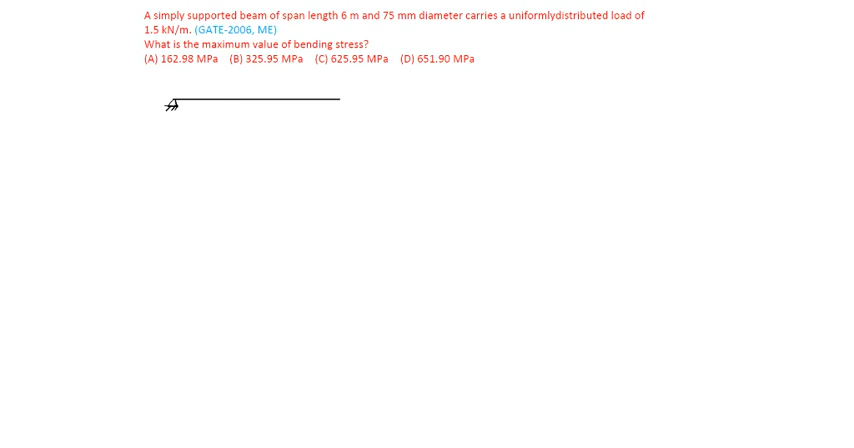 A simply supported beam of span length 6 m and 75 mm diameter carries a uniformlydistributed load of
1.5 kN/m. (GATE-2006, ME)
What is the maximum value of bending stress?
(A) 162.98 MPa (B) 325.95 MPa (C) 625.95 MPa (D) 651.90 MPa